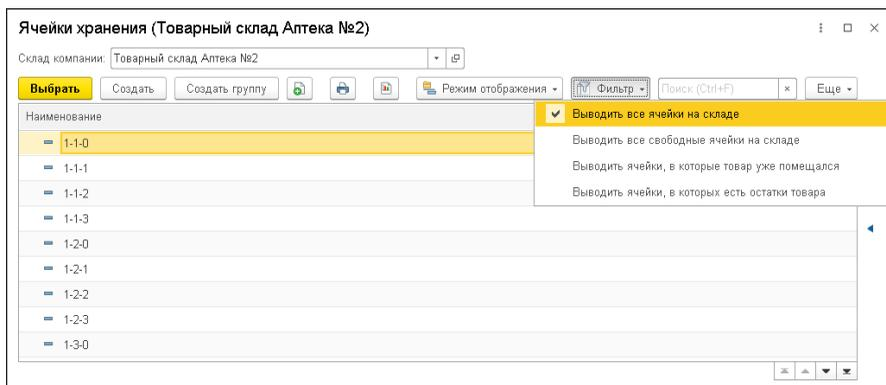 Ячейки хранения (Товарный склад Аптека №2)
Склад компании: Товарный склад Аптека №2
Выбрать Создать Создать группу Режим отображения Фильтр Поиск (Ctrl+F) × Еще
Наименование
Выводить все ячейки на складе
Выводить все свободные ячейки на складе
Выводить ячейки, в которые товар уже помещался
Выводить ячейки, в которых есть остатки товара
1-1-0
1-1-1
1-1-2
1-1-3
1-2-0
1-2-1
1-2-2
1-2-3
1-3-0